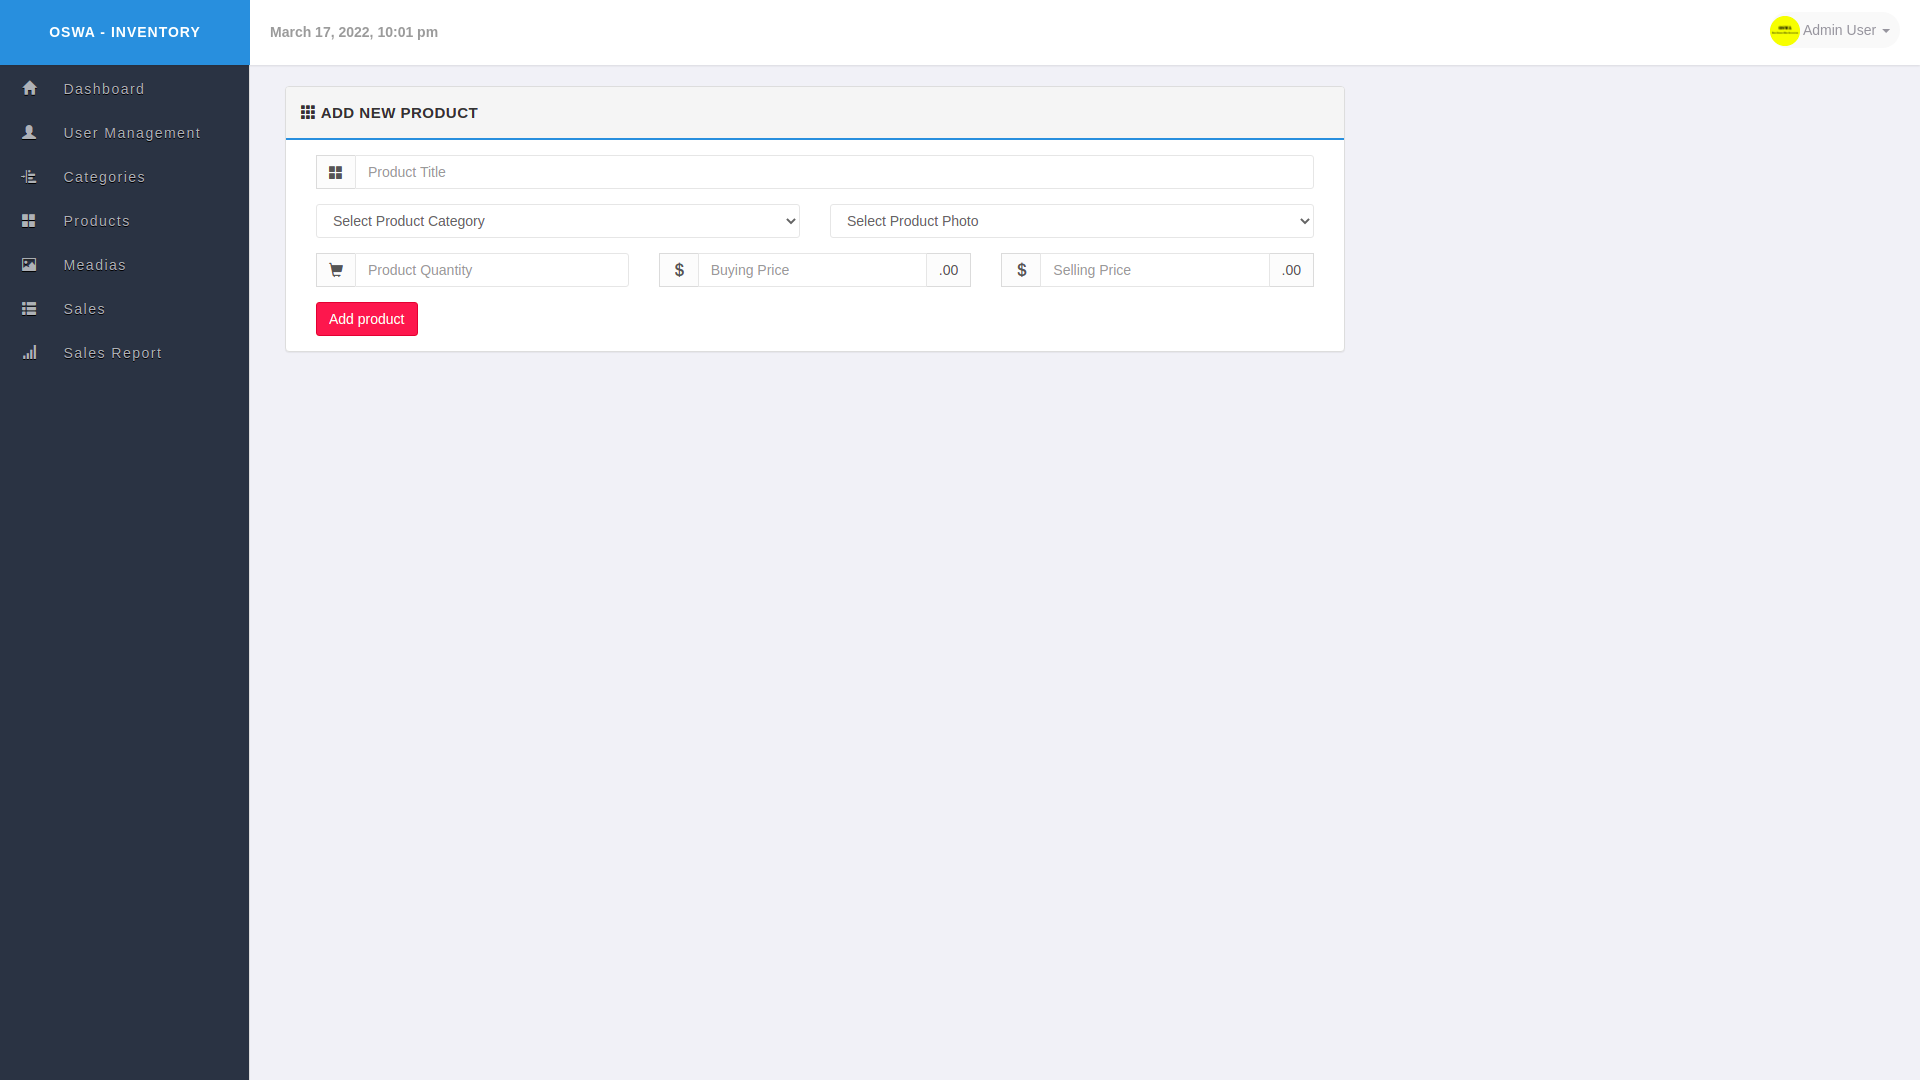 OSWA - INVENTORY
March 17, 2022, 10:01 pm
Admin User
Dashboard
User Management
Categories
Products
Meadias
Sales
Sales Report
ADD NEW PRODUCT
Product Title
Select Product Category
Select Product Photo
Product Quantity
$ Buying Price .00
$ Selling Price .00
Add product